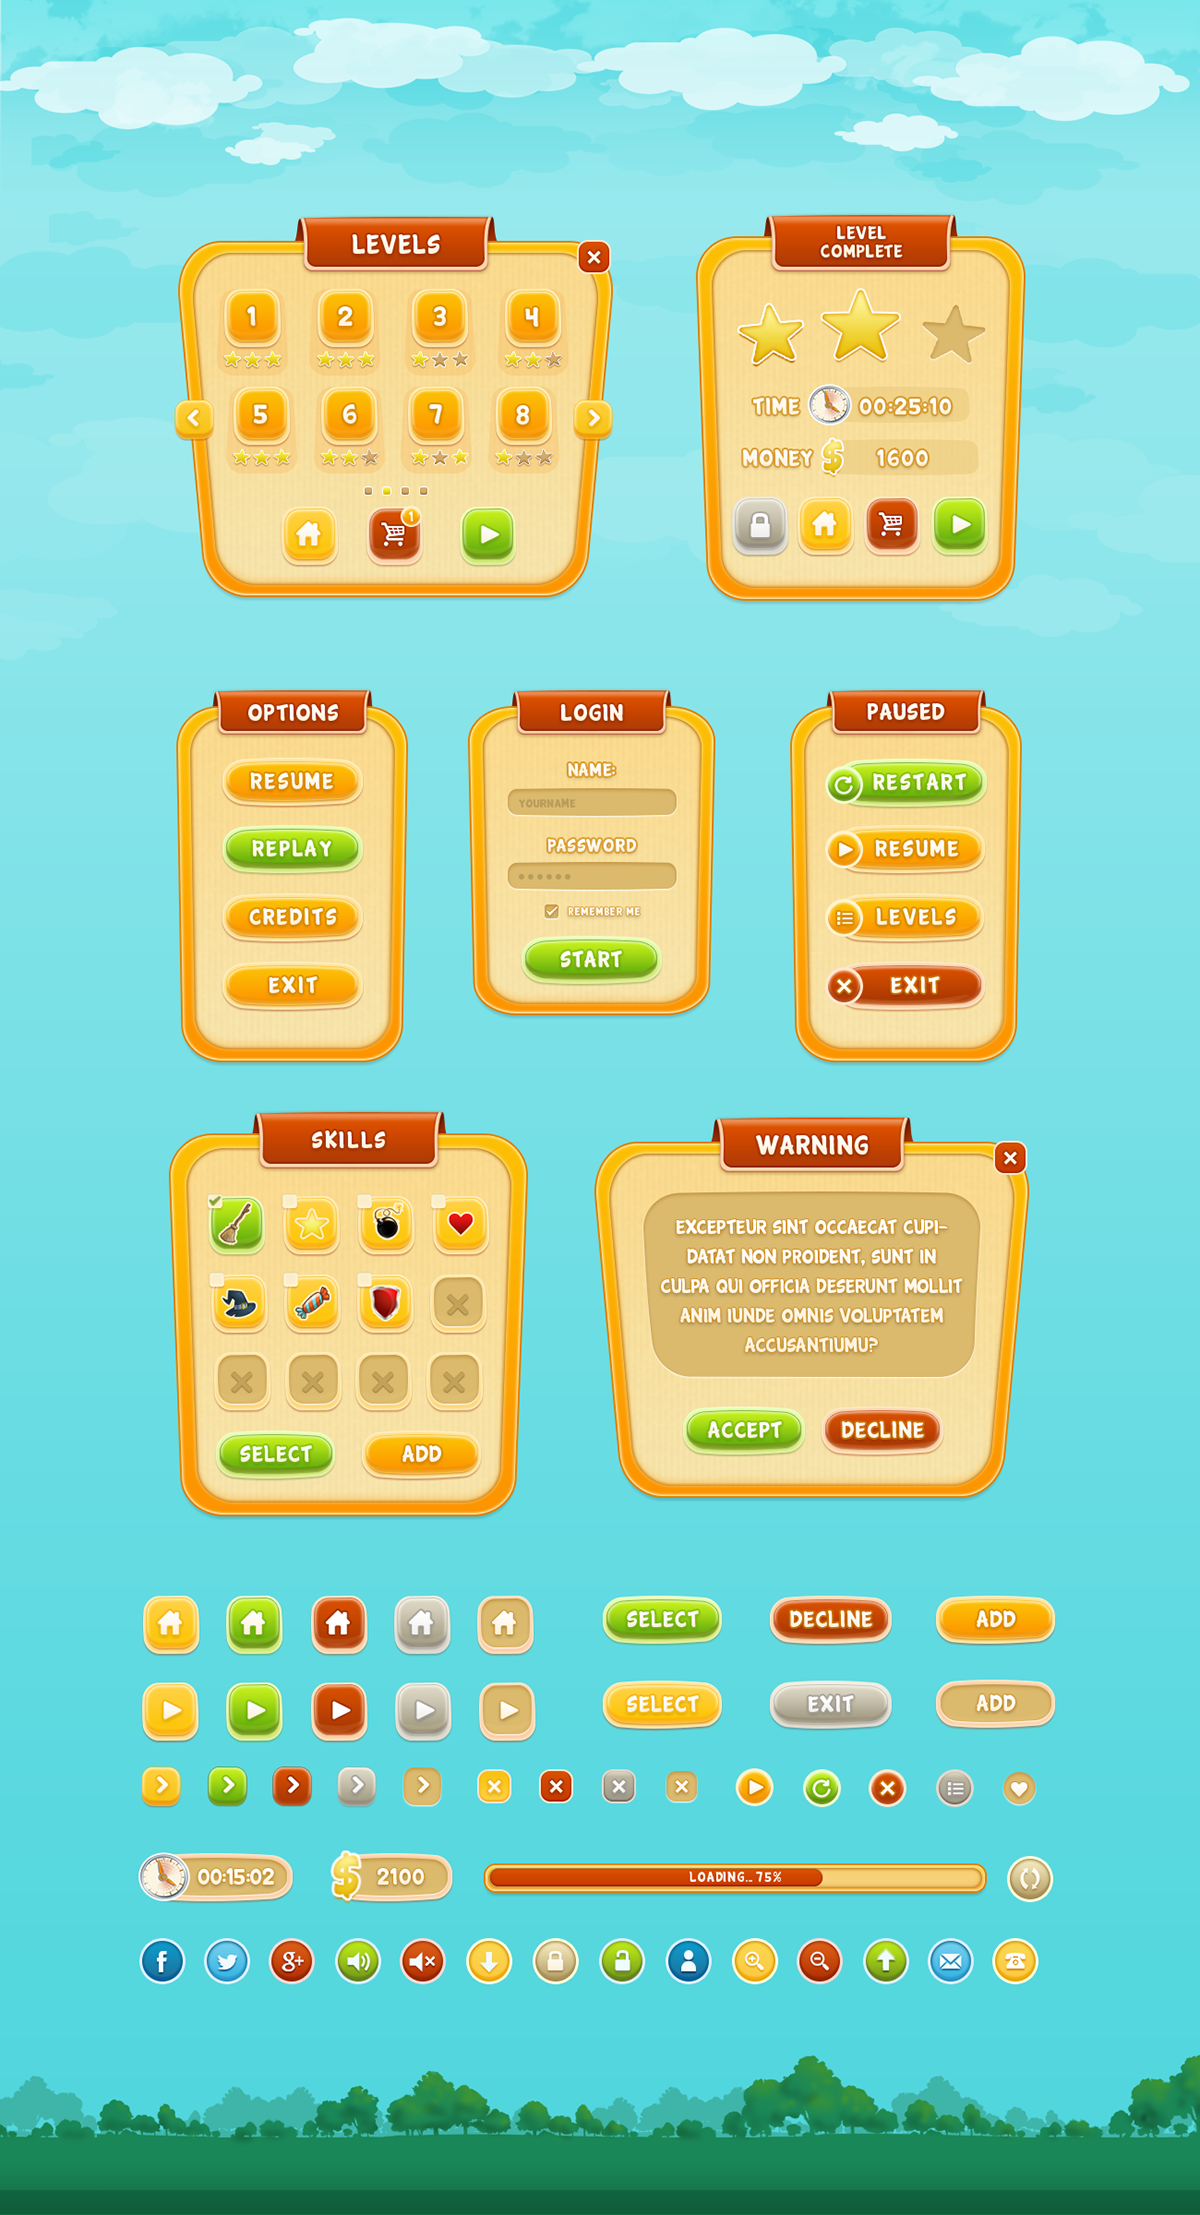 LEVELS
1 2 3 4
5 6 7 8
1
LEVEL
COMPLETE
TIME 00:25:10
MONEY $ 1600
OPTIONS
RESUME
REPLAY
CREDITS
EXIT
LOGIN
NAME:
YOURNAME
PASSWORD
REMEMBER ME
START
PAUSED
RESTART
RESUME
LEVELS
EXIT
SKILLS
SELECT ADD
WARNING
EXCEPTEUR SINT OCCAECAT CUPI-
DATAT NON PROIDENT, SUNT IN
CULPA QUI OFFICIA DESERUNT MOLLIT
ANIM IUNDE OMNIS VOLUPTATEM
ACCUSANTIUMU?
ACCEPT DECLINE
SELECT DECLINE ADD
SELECT EXIT ADD
00:15:02 $ 2100 LOADING... 75%
f g+